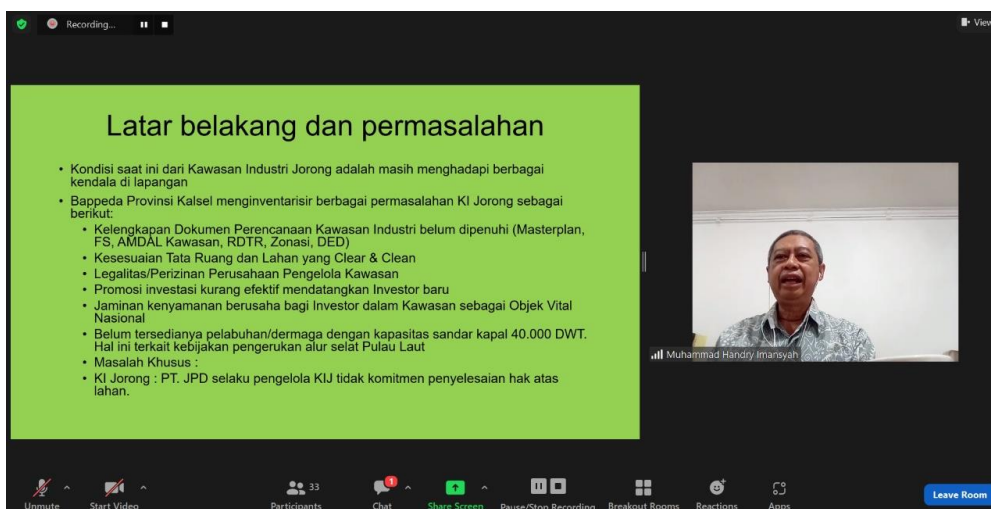 Recording...
View
Latar belakang dan permasalahan
• Kondisi saat ini dari Kawasan Industri Jorong adalah masih menghadapi berbagai
kendala di lapangan
• Bappeda Provinsi Kalsel menginventarisir berbagai permasalahan KI Jorong sebagai
berikut:
• Kelengkapan Dokumen Perencanaan Kawasan Industri belum dipenuhi (Masterplan,
FS, AMDAL Kawasan, RDTR, Zonasi, DED)
• Kesesuaian Tata Ruang dan Lahan yang Clear & Clean
• Legalitas/Perizinan Perusahaan Pengelola Kawasan
• Promosi investasi kurang efektif mendatangkan Investor baru
• Jaminan kenyamanan berusaha bagi Investor dalam Kawasan sebagai Objek Vital
Nasional
• Belum tersedianya pelabuhan/dermaga dengan kapasitas sandar kapal 40.000 DWT.
Hal ini terkait kebijakan pengerukan alur selat Pulau Laut
• Masalah Khusus :
• KI Jorong : PT. JPD selaku pengelola KIJ tidak komitmen penyelesaian hak atas
lahan.
Muhammad Handry Imansyah
33
1
Unmute Start Video Participants Chat Share Screen Pause/Stop Recording Breakout Rooms Reactions Apps
Leave Room